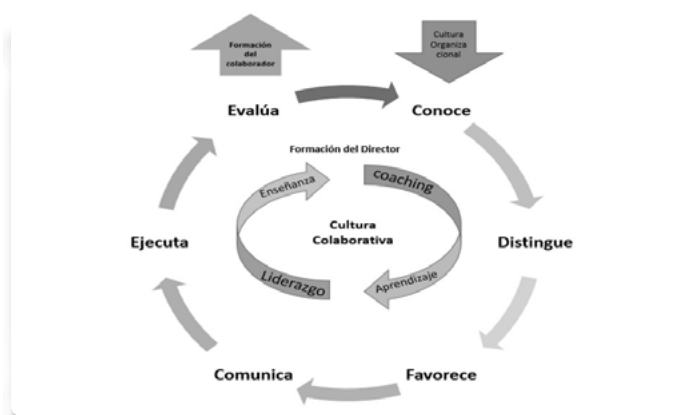 Formación
del
colaborador
Cultura
Organiza
cional
Evalúa
Conoce
Formación del Director
Enseñanza
coaching
Cultura
Colaborativa
Ejecuta
Distingue
Liderazgo
Aprendizaje
Comunica
Favorece